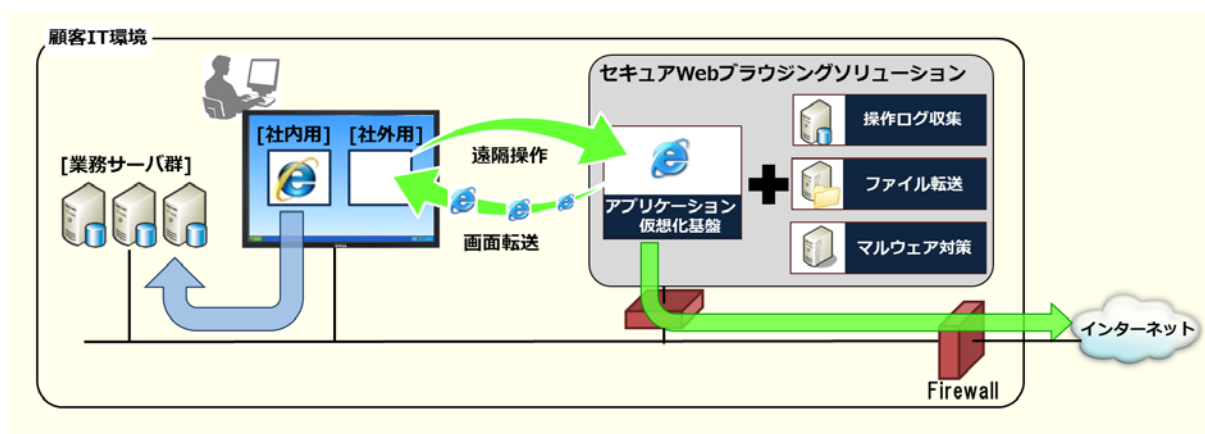 顧客IT環境
セキュアWebブラウジングソリューション
[社内用] [社外用]
操作ログ収集
遠隔操作
[業務サーバ群]
ファイル転送
アプリケーション
仮想化基盤
画面転送
マルウェア対策
インターネット
Firewall